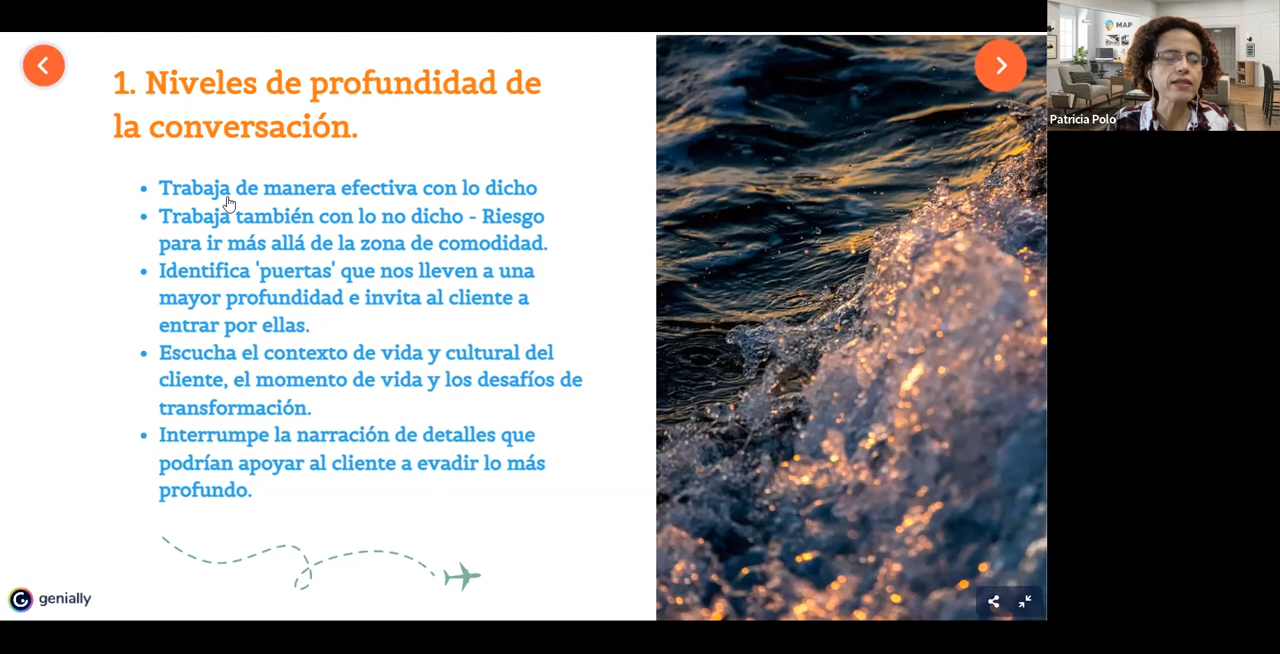 1. Niveles de profundidad de
la conversación.
Trabaja de manera efectiva con lo dicho
Trabaja también con lo no dicho - Riesgo
para ir más allá de la zona de comodidad.
Identifica 'puertas' que nos lleven a una
mayor profundidad e invita al cliente a
entrar por ellas.
Escucha el contexto de vida y cultural del
cliente, el momento de vida y los desafíos de
transformación.
Interrumpe la narración de detalles que
podrían apoyar al cliente a evadir lo más
profundo.
genially
MAP
Patricia Polo